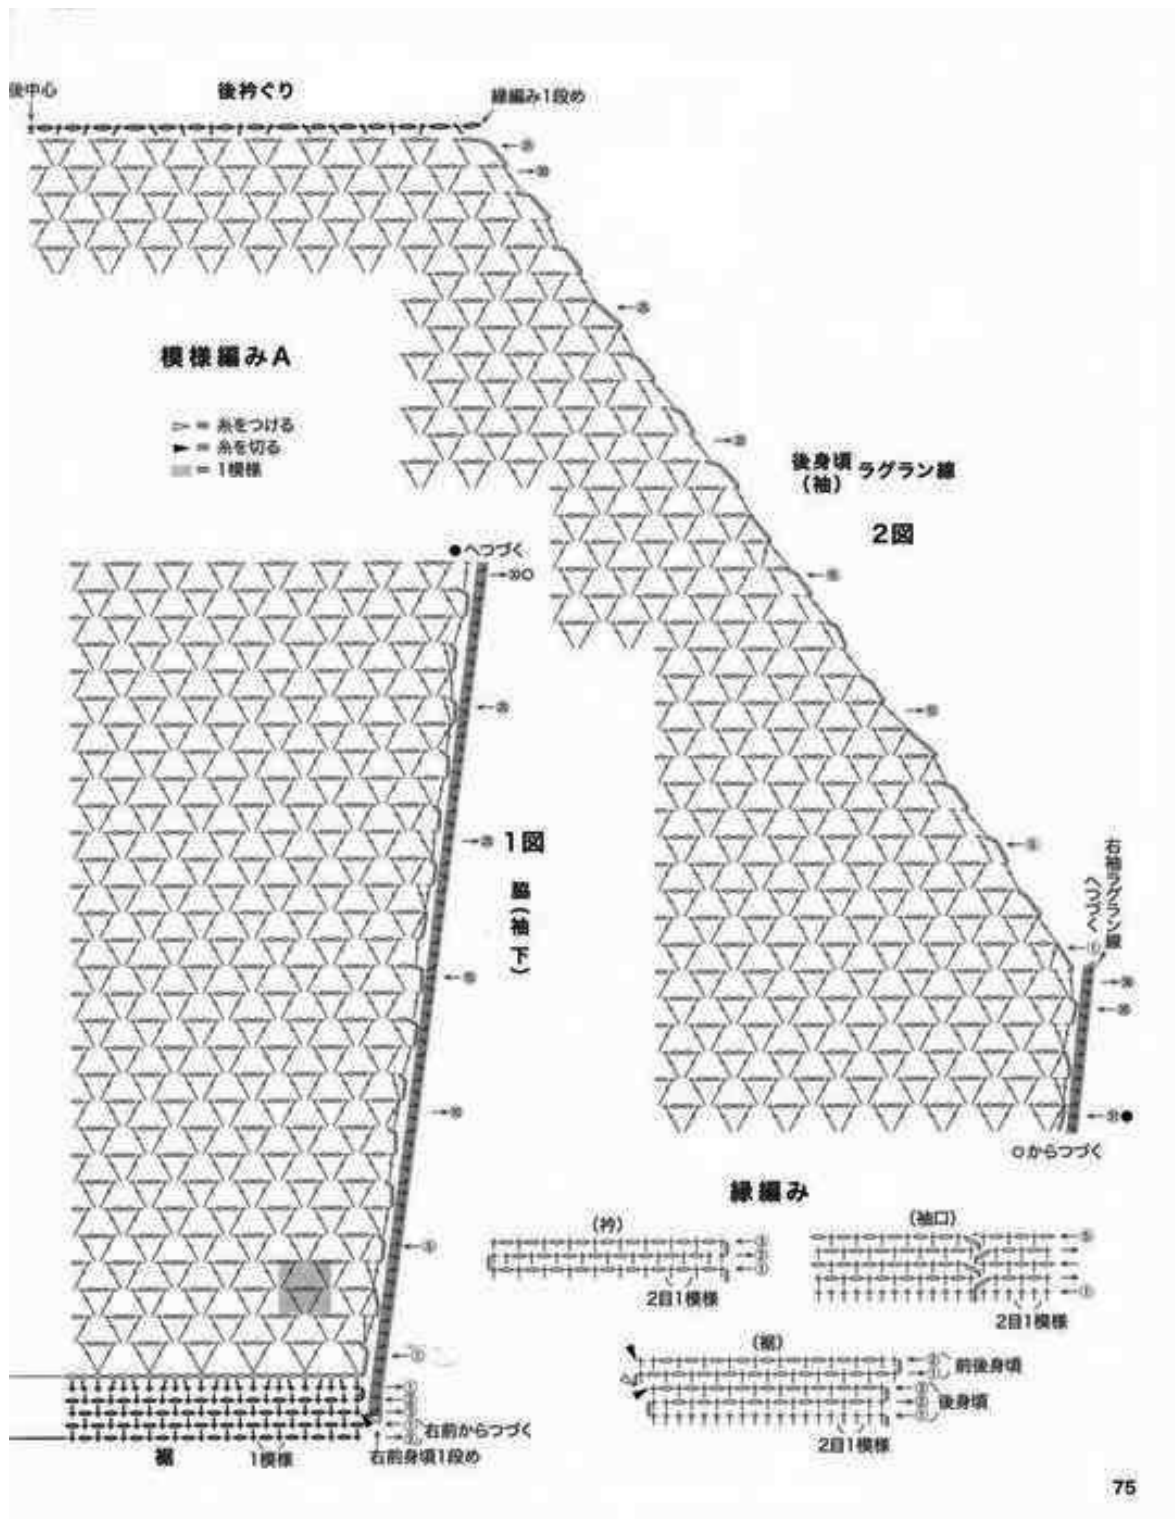 後中心
後衿ぐり
縁編み1段め
模様編みA
= 糸をつける
= 糸を切る
= 1模様
後身頃
(袖)
ラグラン線
2図
●へつづく
1図
脇(袖下)
右袖ラグラン線
へつづく
○からつづく
縁編み
(衿)
③
②
①
2目1模様
(袖口)
⑤
①
2目1模様
(裾)
前後身頃
後身頃
2目1模様
右前からつづく
裾
1模様
右前身頃1段め
75